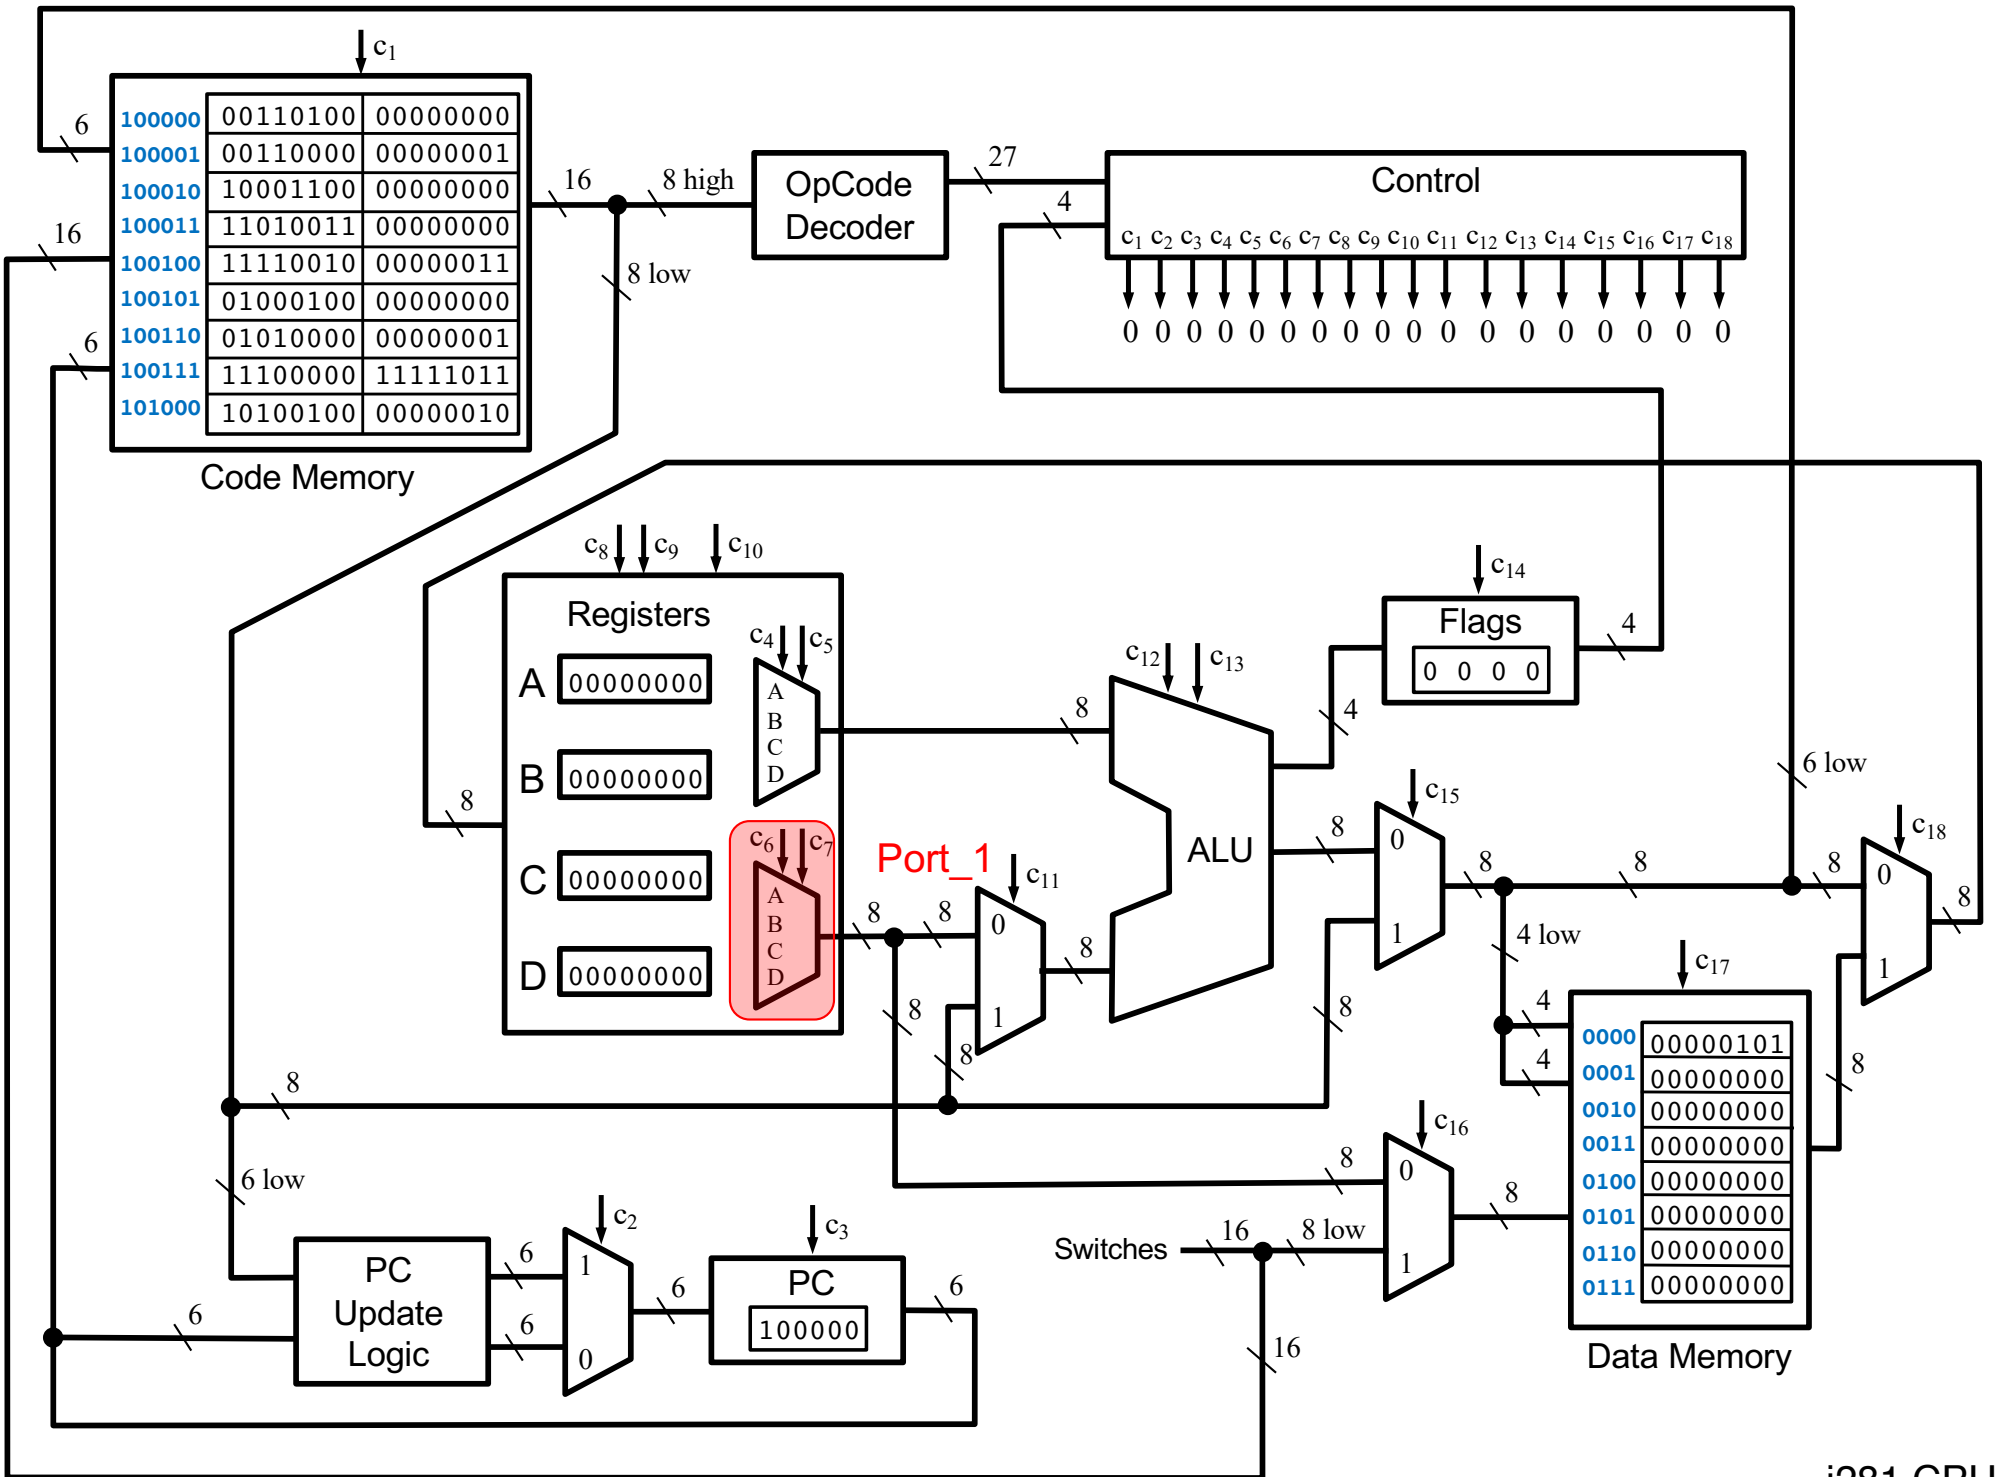 c1
100000 00110100 00000000
100001 00110000 00000001
100010 10001100 00000000
100011 11010011 00000000
100100 11110010 00000011
100101 01000100 00000000
100110 01010000 00000001
100111 11100000 11111011
101000 10100100 00000010
Code Memory
6
16
6
16
8 high
8 low
OpCode
Decoder
27
4
Control
c1 c2 c3 c4 c5 c6 c7 c8 c9 c10 c11 c12 c13 c14 c15 c16 c17 c18
0 0 0 0 0 0 0 0 0 0 0 0 0 0 0 0 0 0
c8 c9 c10
Registers
A 00000000
B 00000000
C 00000000
D 00000000
c4 c5
A
B
C
D
c6 c7
A
B
C
D
8
Port_1
8
8
8
8
c11
0
1
8
8
c12 c13
ALU
4
8
c14
Flags
0 0 0 0
4
c15
0
1
8
8
8
6 low
8
4 low
4
4
c18
0
1
8
c17
0000 00000101
0001 00000000
0010 00000000
0011 00000000
0100 00000000
0101 00000000
0110 00000000
0111 00000000
Data Memory
8
c16
0
1
8
8
Switches
16
8 low
16
8
6 low
6
PC
Update
Logic
6
6
c2
1
0
6
c3
PC
100000
6